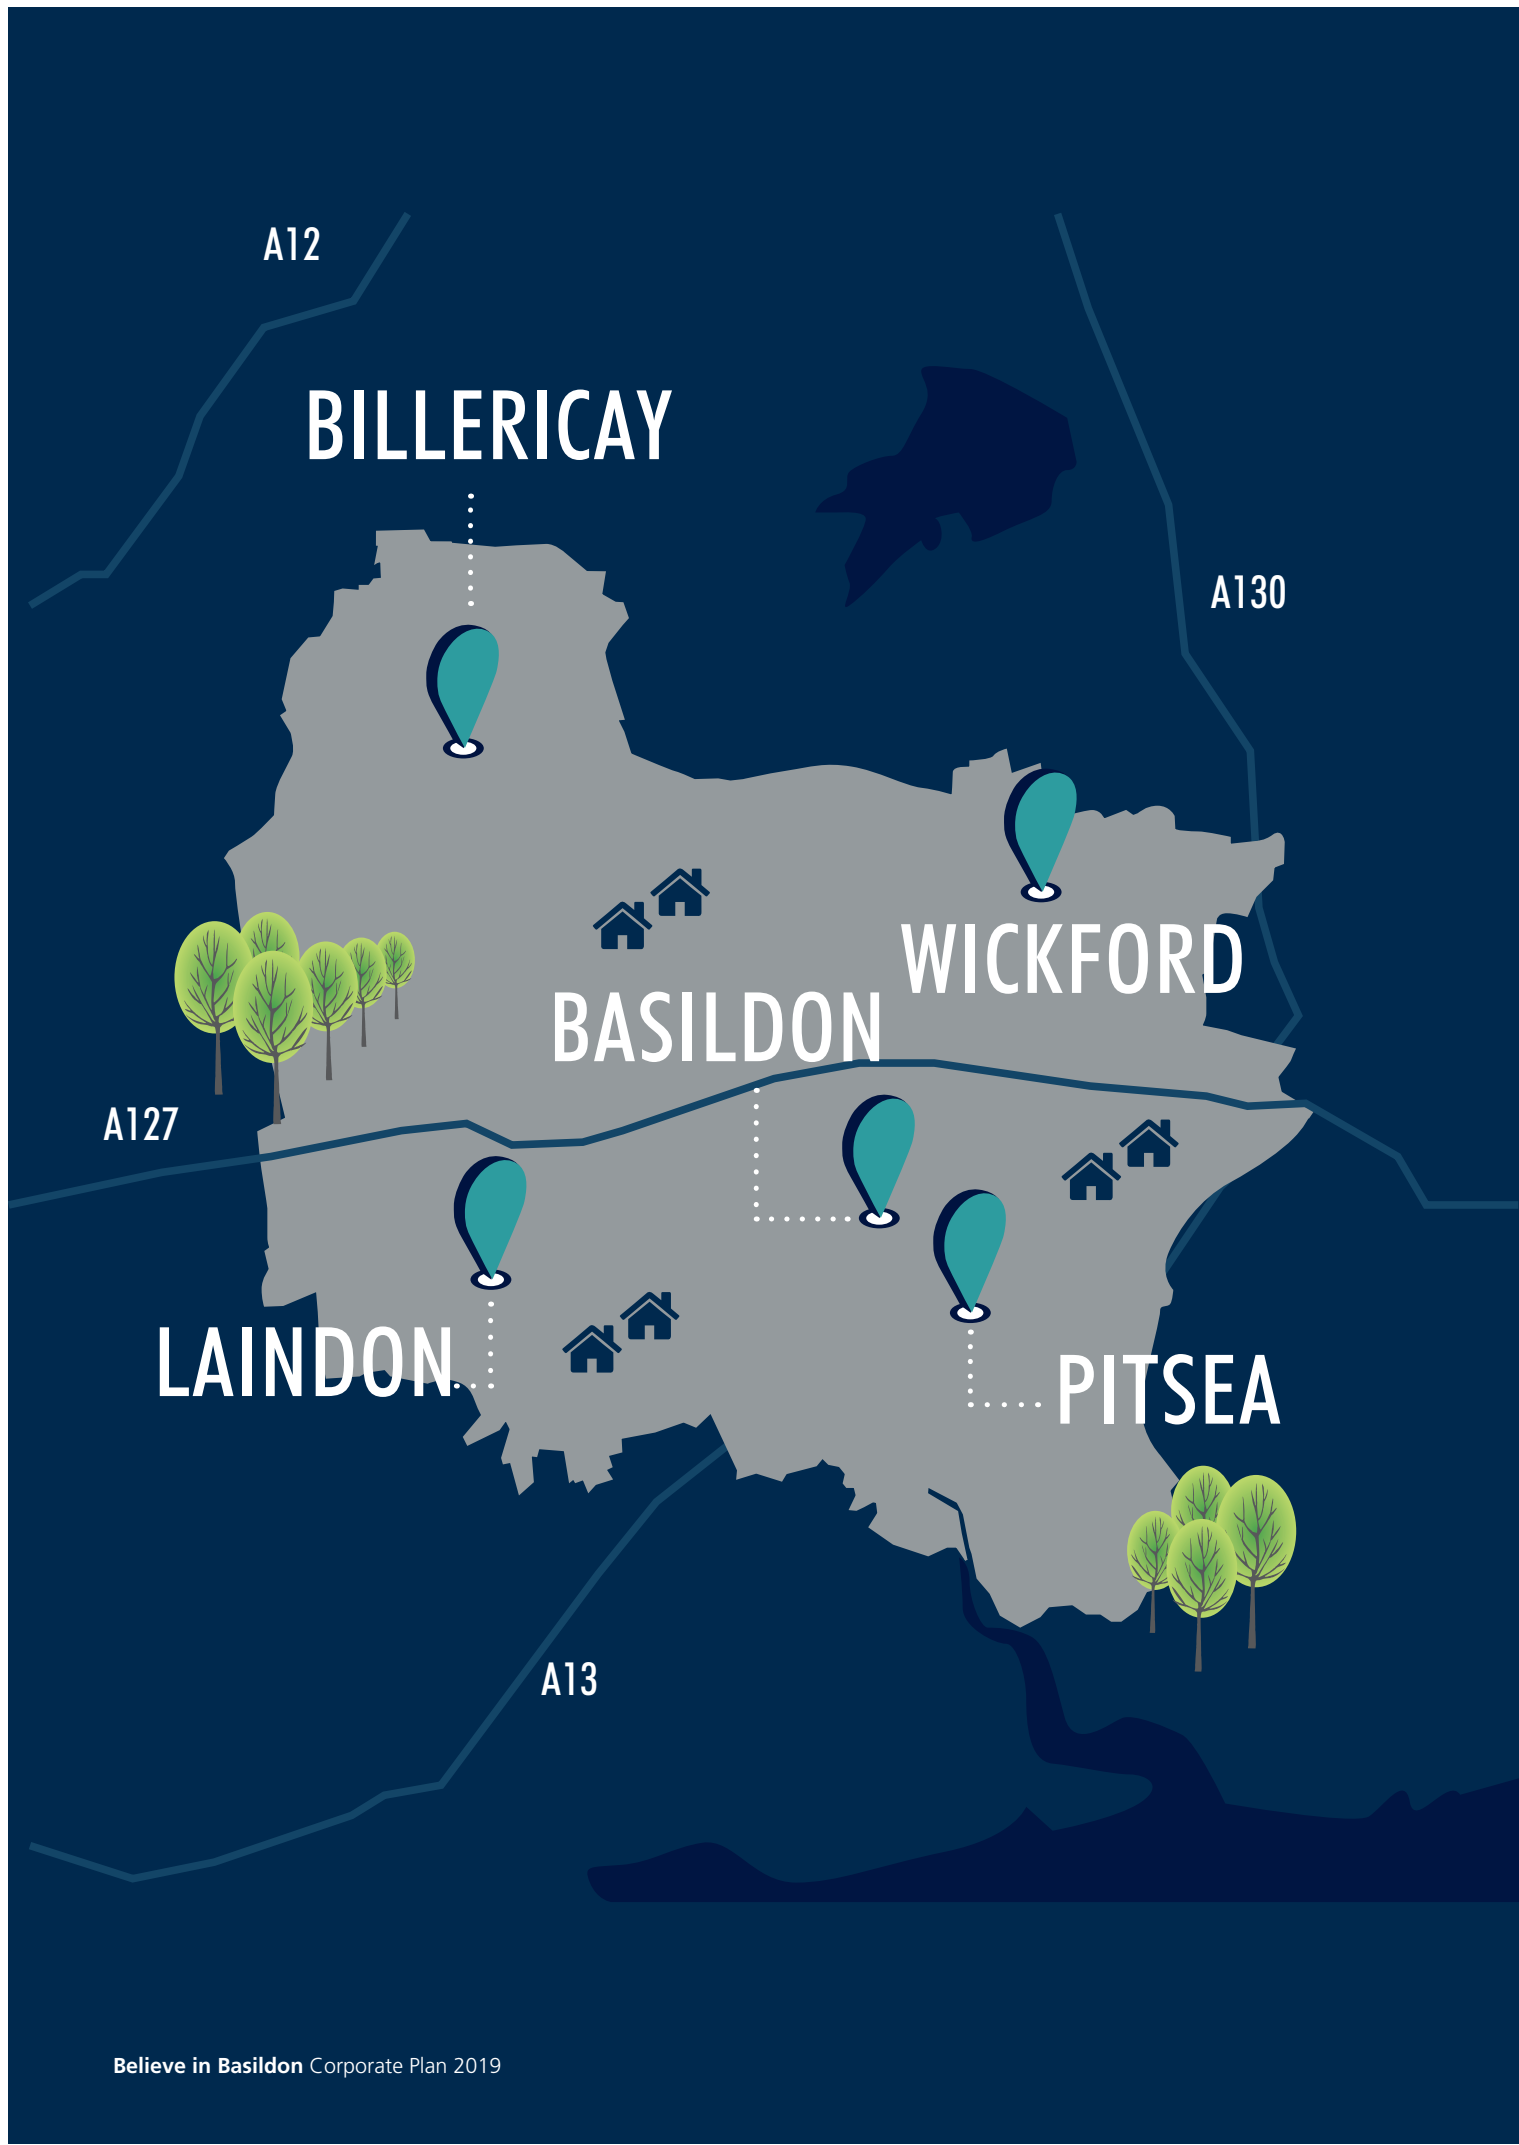 A12
BILLERICAY
A130
WICKFORD
BASILDON
A127
LAINDON
PITSEA
A13
Believe in Basildon Corporate Plan 2019